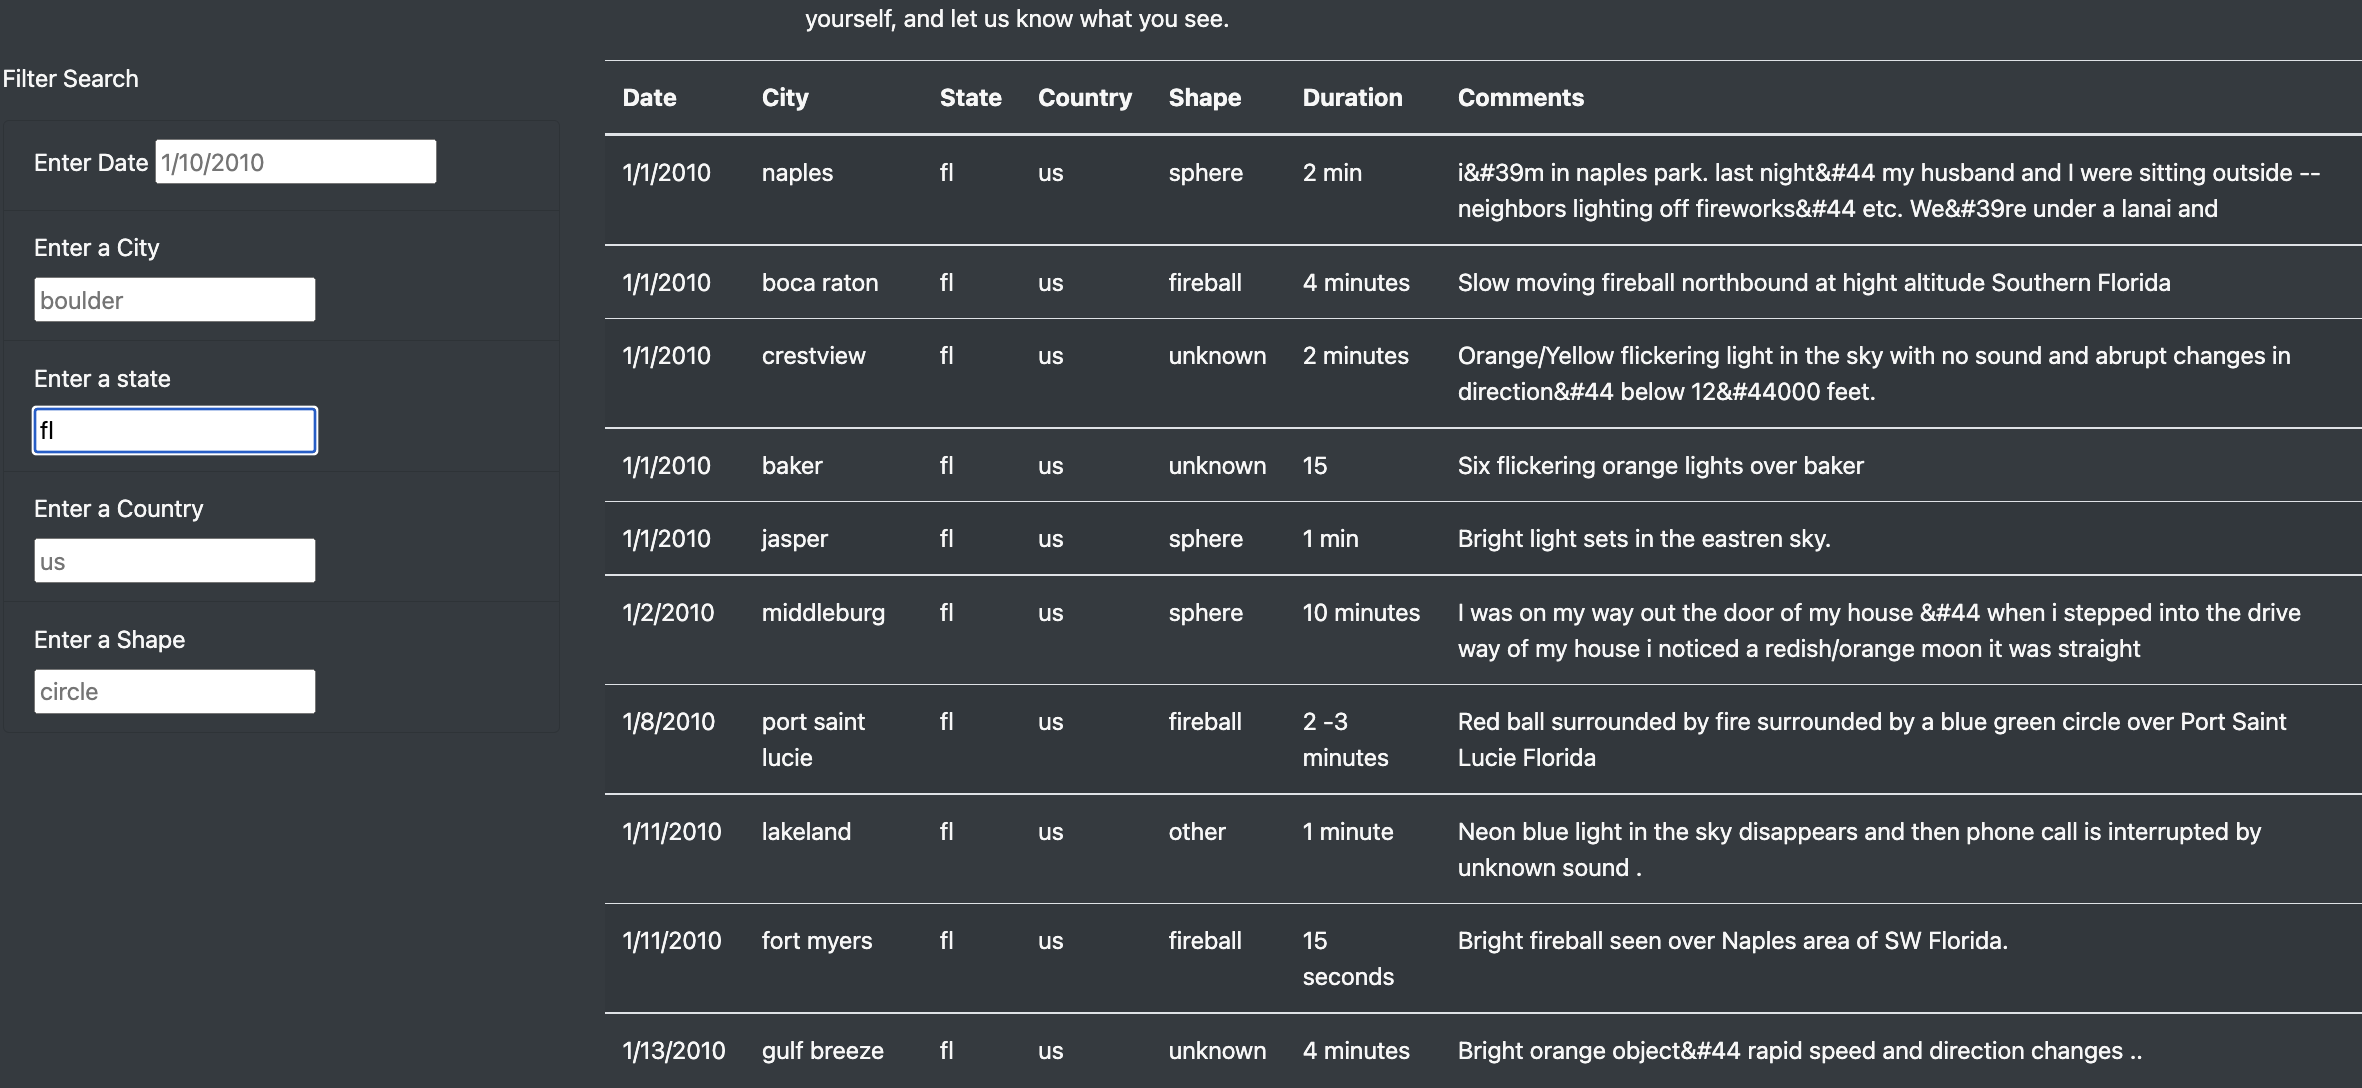 yourself, and let us know what you see.
Filter Search
Enter Date 1/10/2010
Enter a City
boulder
Enter a state
fl
Enter a Country
us
Enter a Shape
circle
Date City State Country Shape Duration Comments
1/1/2010 naples fl us sphere 2 min i&#39m in naples park. last night&#44 my husband and I were sitting outside --
neighbors lighting off fireworks&#44 etc. We&#39re under a lanai and
1/1/2010 boca raton fl us fireball 4 minutes Slow moving fireball northbound at hight altitude Southern Florida
1/1/2010 crestview fl us unknown 2 minutes Orange/Yellow flickering light in the sky with no sound and abrupt changes in
direction&#44 below 12&#44000 feet.
1/1/2010 baker fl us unknown 15 Six flickering orange lights over baker
1/1/2010 jasper fl us sphere 1 min Bright light sets in the eastren sky.
1/2/2010 middleburg fl us sphere 10 minutes I was on my way out the door of my house &#44 when i stepped into the drive
way of my house i noticed a redish/orange moon it was straight
1/8/2010 port saint fl us fireball 2 -3 Red ball surrounded by fire surrounded by a blue green circle over Port Saint
lucie minutes Lucie Florida
1/11/2010 lakeland fl us other 1 minute Neon blue light in the sky disappears and then phone call is interrupted by
unknown sound .
1/11/2010 fort myers fl us fireball 15 Bright fireball seen over Naples area of SW Florida.
seconds
1/13/2010 gulf breeze fl us unknown 4 minutes Bright orange object&#44 rapid speed and direction changes ..